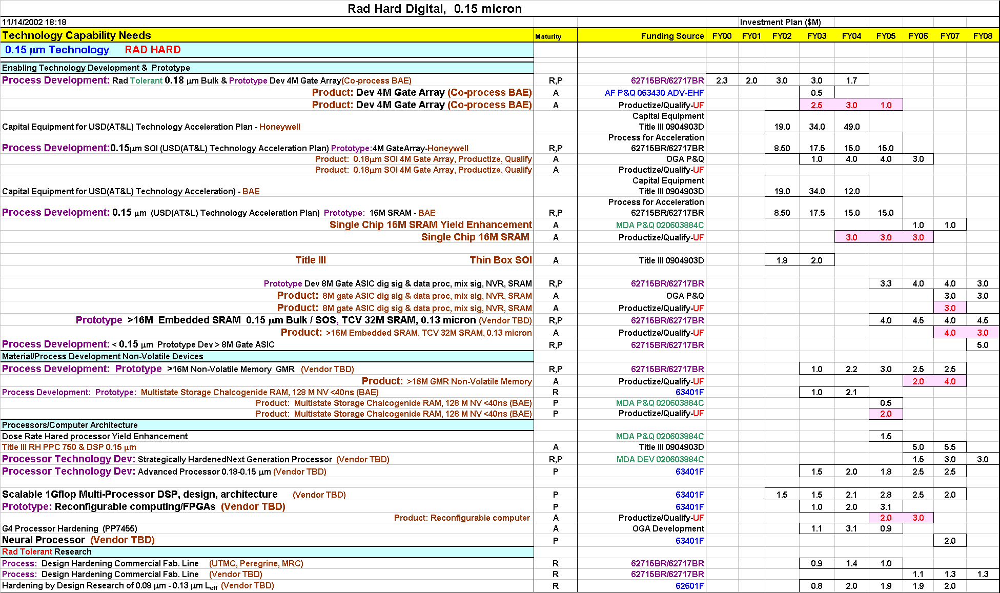 Rad Hard Digital, 0.15 micron
11/14/2002 18:18 Investment Plan ($M)
Technology Capability Needs Maturity Funding Source FY00 FY01 FY02 FY03 FY04 FY05 FY06 FY07 FY08
0.15 μm Technology RAD HARD
Enabling Technology Development & Prototype
Process Development: Rad Tolerant 0.18 μm Bulk & Prototype Dev 4M Gate Array(Co-process BAE) R,P 62715BR/62717BR 2.3 2.0 3.0 3.0 1.7
Product: Dev 4M Gate Array (Co-process BAE) A AF P&Q 063430 ADV-EHF 0.5
Product: Dev 4M Gate Array (Co-process BAE) A Productize/Qualify-UF 2.5 3.0 1.0
Capital Equipment
Capital Equipment for USD(AT&L) Technology Acceleration Plan - Honeywell Title III 0904903D 19.0 34.0 49.0
Process for Acceleration
Process Development:0.15μm SOI (USD(AT&L) Technology Acceleration Plan) Prototype:4M GateArray-Honeywell R,P 62715BR/62717BR 8.50 17.5 15.0 15.0
Product: 0.18μm SOI 4M Gate Array, Productize, Qualify A OGA P&Q 1.0 4.0 4.0 3.0
Product: 0.18μm SOI 4M Gate Array, Productize, Qualify A Productize/Qualify-UF
Capital Equipment
Capital Equipment for USD(AT&L) Technology Acceleration) - BAE Title III 0904903D 19.0 34.0 12.0
Process for Acceleration
Process Development: 0.15 μm (USD(AT&L) Technology Acceleration Plan) Prototype: 16M SRAM - BAE R,P 62715BR/62717BR 8.50 17.5 15.0 15.0
Single Chip 16M SRAM Yield Enhancement A MDA P&Q 020603884C 1.0 1.0
Single Chip 16M SRAM A Productize/Qualify-UF 3.0 3.0 3.0
Title III Thin Box SOI A Title III 0904903D 1.8 2.0
Prototype Dev 8M Gate ASIC dig sig & data proc, mix sig, NVR, SRAM R,P 62715BR/62717BR 3.3 4.0 4.0 3.0
Product: 8M gate ASIC dig sig & data proc, mix sig, NVR, SRAM A OGA P&Q 3.0 3.0
Product: 8M gate ASIC dig sig & data proc, mix sig, NVR, SRAM A Productize/Qualify-UF 3.0
Prototype >16M Embedded SRAM 0.15 μm Bulk / SOS, TCV 32M SRAM, 0.13 micron (Vendor TBD) R,P 62715BR/62717BR 4.0 4.5 4.0 4.5
Product: >16M Embedded SRAM, TCV 32M SRAM, 0.13 micron A Productize/Qualify-UF 4.0 3.0
Process Development: < 0.15 μm Prototype Dev > 8M Gate ASIC R,P 62715BR/62717BR 5.0
Material/Process Development Non-Volatile Devices
Process Development: Prototype >16M Non-Volatile Memory GMR (Vendor TBD) R,P 62715BR/62717BR 1.0 2.2 3.0 2.5 2.5
Product: >16M GMR Non-Volatile Memory A Productize/Qualify-UF 2.0 4.0
Process Development: Prototype: Multistate Storage Chalcogenide RAM, 128 M NV <40ns (BAE) R 63401F 1.0 2.1
Product: Multistate Storage Chalcogenide RAM, 128 M NV <40ns (BAE) P MDA P&Q 020603884C 0.5
Product: Multistate Storage Chalcogenide RAM, 128 M NV <40ns (BAE) P Productize/Qualify-UF 2.0
Processors/Computer Architecture
Dose Rate Hared processor Yield Enhancement MDA P&Q 020603884C 1.5
Title III RH PPC 750 & DSP 0.15 μm A Title III 0904903D 5.0 5.5
Processor Technology Dev: Strategically HardenedNext Generation Processor (Vendor TBD) R,P MDA DEV 020603884C 1.5 3.0 3.0
Processor Technology Dev: Advanced Processor 0.18-0.15 μm (Vendor TBD) P 63401F 1.5 2.0 1.8 2.5 2.5
Scalable 1Gflop Multi-Processor DSP, design, architecture (Vendor TBD) P 63401F 1.5 1.5 2.1 2.8 2.5 2.0
Prototype: Reconfigurable computing/FPGAs (Vendor TBD) P 63401F 1.0 2.0 3.1
Product: Reconfigurable computer A Productize/Qualify-UF 2.0 3.0
G4 Processor Hardening (PP7455) A OGA Development 1.1 3.1 0.9
Neural Processor (Vendor TBD) P 63401F 2.0
Rad Tolerant Research
Process: Design Hardening Commercial Fab. Line (UTMC, Peregrine, MRC) R 62715BR/62717BR 0.9 1.4 1.0
Process: Design Hardening Commercial Fab. Line (Vendor TBD) R 62715BR/62717BR 1.1 1.3 1.3
Hardening by Design Research of 0.08 μm - 0.13 μm Leff (Vendor TBD) R 62601F 0.8 2.0 1.9 1.9 2.0